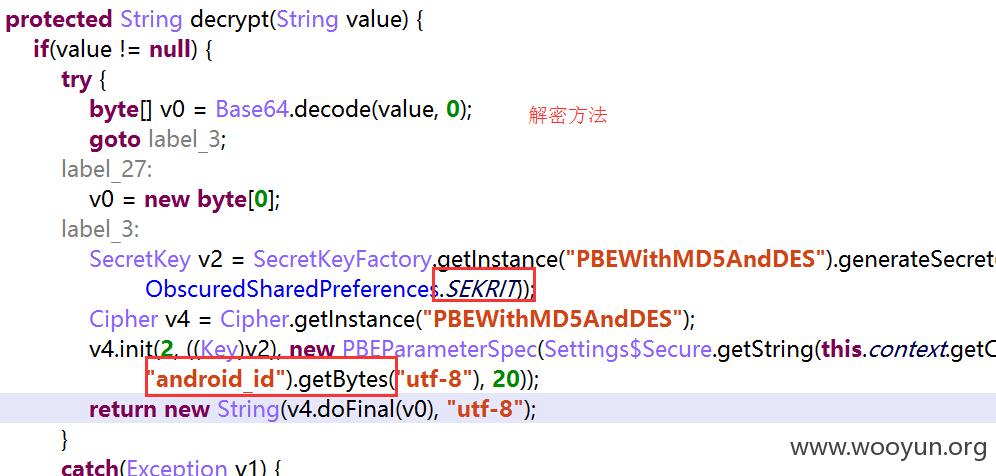 protected String decrypt(String value) {
if(value != null) {
try {
byte[] v0 = Base64.decode(value, 0);
解密方法
goto label_3;
label_27:
v0 = new byte[0];
label_3:
SecretKey v2 = SecretKeyFactory.getInstance("PBEWithMD5AndDES").generateSecret(
ObscuredSharedPreferences.SEKRIT));
Cipher v4 = Cipher.getInstance("PBEWithMD5AndDES");
v4.init(2, ((Key)v2), new PBEParameterSpec(Settings$Secure.getString(this.context.getC
"android_id").getBytes("utf-8"), 20));
return new String(v4.doFinal(v0), "utf-8");
}
catch(Exception v1) {
www.wooyun.org